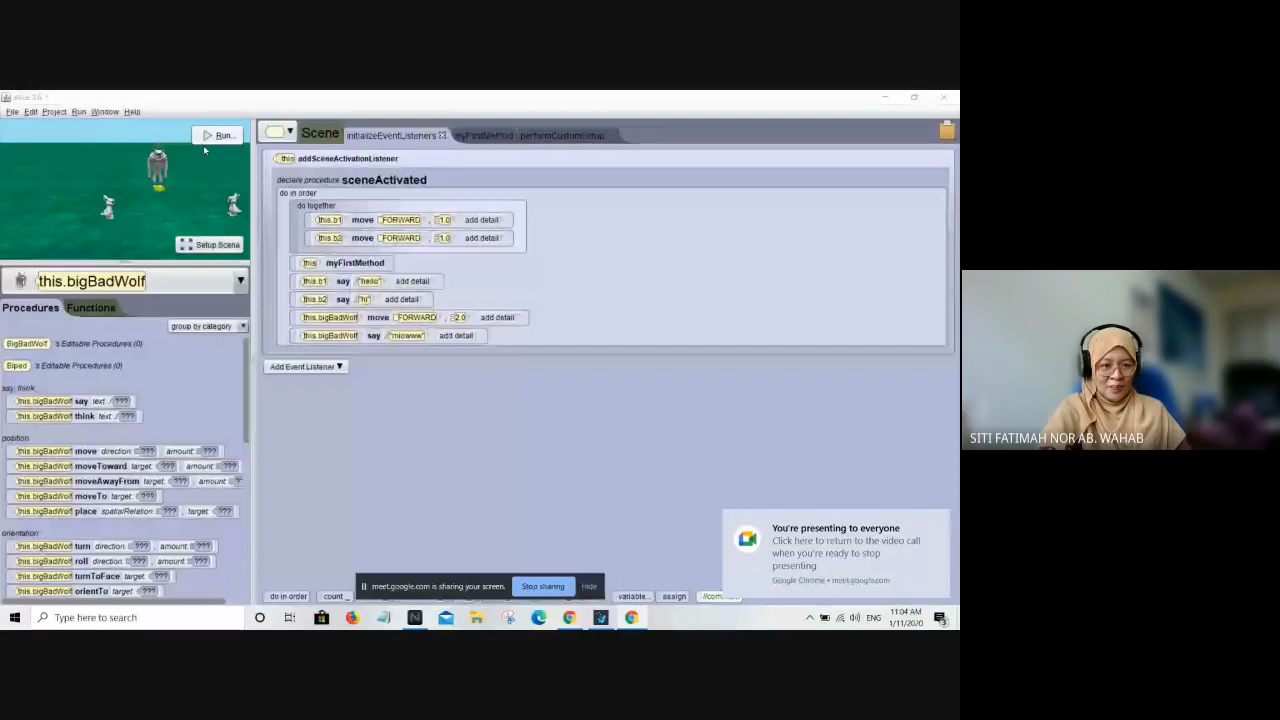 Alice 3.6
File Edit Project Run Window Help
Run...
Setup Scene
this.bigBadWolf
Procedures Functions
group by category
BigBadWolf 's Editable Procedures (0)
Biped 's Editable Procedures (0)
say, think
this.bigBadWolf say text: ???
this.bigBadWolf think text: ???
position
this.bigBadWolf move direction: ??? , amount: ???
this.bigBadWolf moveToward target: ??? , amount: ???
this.bigBadWolf moveAwayFrom target: ??? , amount:
this.bigBadWolf moveTo target: ???
this.bigBadWolf place spatialRelation , target: ???
orientation
this.bigBadWolf turn direction: ??? , amount: ???
this.bigBadWolf roll direction: ??? , amount: ???
this.bigBadWolf turnToFace target: ???
this.bigBadWolf orientTo target: ???
Scene initializeEventListeners myFirstMethod performCustomSetup
this addSceneActivationListener
declare procedure sceneActivated
do in order
do together
this.b1 move FORWARD , 1.0 add detail
this.b2 move FORWARD , 1.0 add detail
this myFirstMethod
this.b1 say "hello" add detail
this.b2 say "hi" add detail
this.bigBadWolf move FORWARD , 2.0 add detail
this.bigBadWolf say "miowww" add detail
Add Event Listener
You're presenting to everyone
Click here to return to the video call
when you're ready to stop
presenting
Google Chrome • meet.google.com
meet.google.com is sharing your screen. Stop sharing Hide
do in order count variable... assign
Type here to search
ENG
11:04 AM
1/11/2020
3
SITI FATIMAH NOR AB. WAHAB